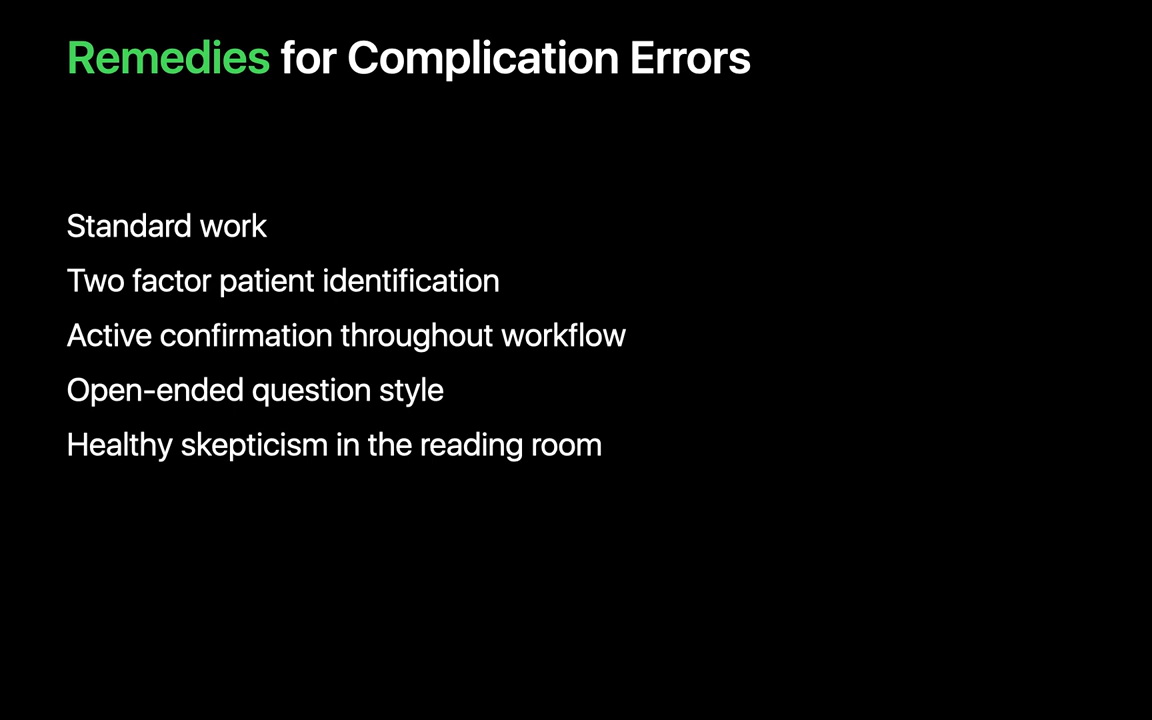 Remedies for Complication Errors
Standard work
Two factor patient identification
Active confirmation throughout workflow
Open-ended question style
Healthy skepticism in the reading room